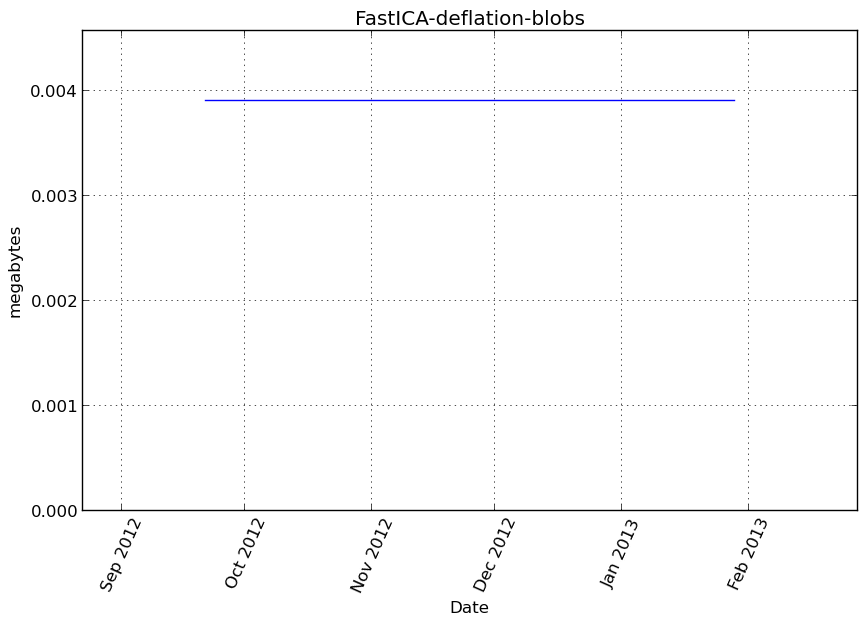 FastICA-deflation-blobs
megabytes
0.004
0.003
0.002
0.001
0.000
Sep 2012
Oct 2012
Nov 2012
Dec 2012
Jan 2013
Feb 2013
Date